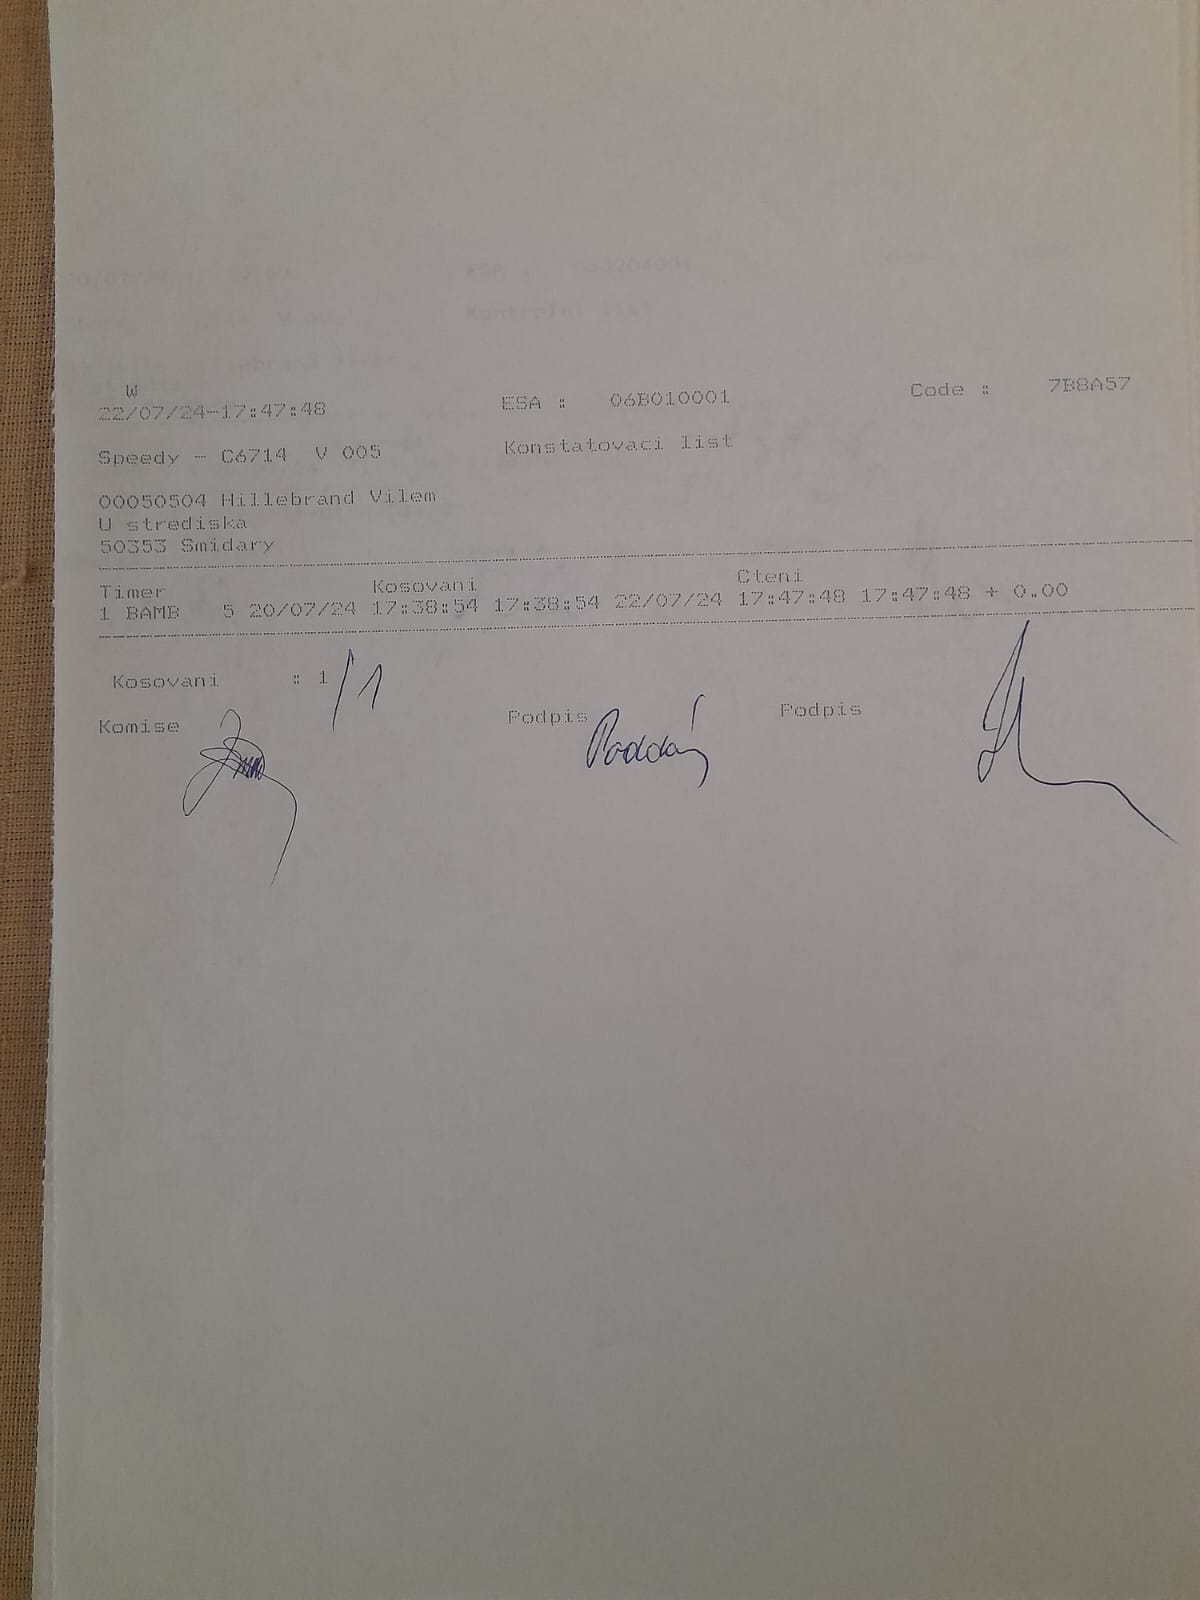 W
22/07/24-17:47:48 ESA : 06B010001 Code : 7B8A57
Speedy - C6714 V 005 Konstatovaci list
00050504 Hillebrand Vilem
U strediska
50353 Smidary
Timer Kosovani Cteni
1 BAMB 5 20/07/24 17:38:54 17:38:54 22/07/24 17:47:48 17:47:48 + 0.00
Kosovani : 1 /1
Komise Podpis Podpis